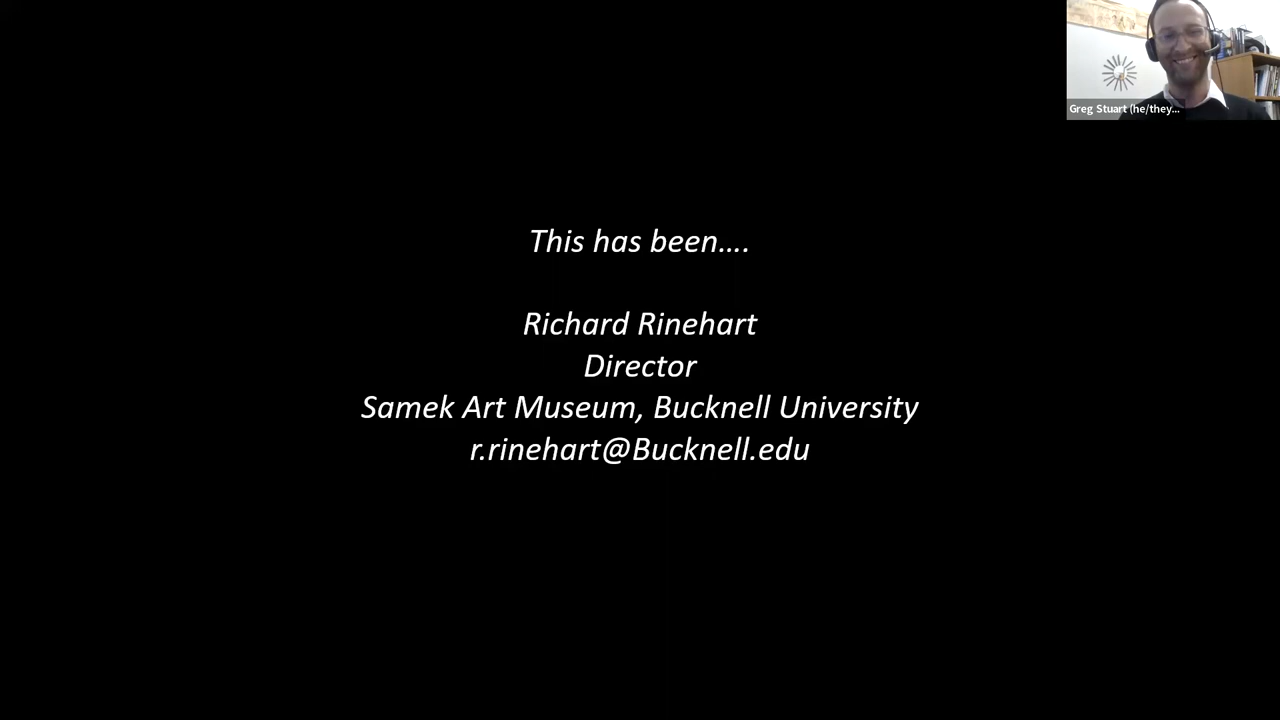 Greg Stuart (he/they...
This has been....
Richard Rinehart
Director
Samek Art Museum, Bucknell University
r.rinehart@Bucknell.edu